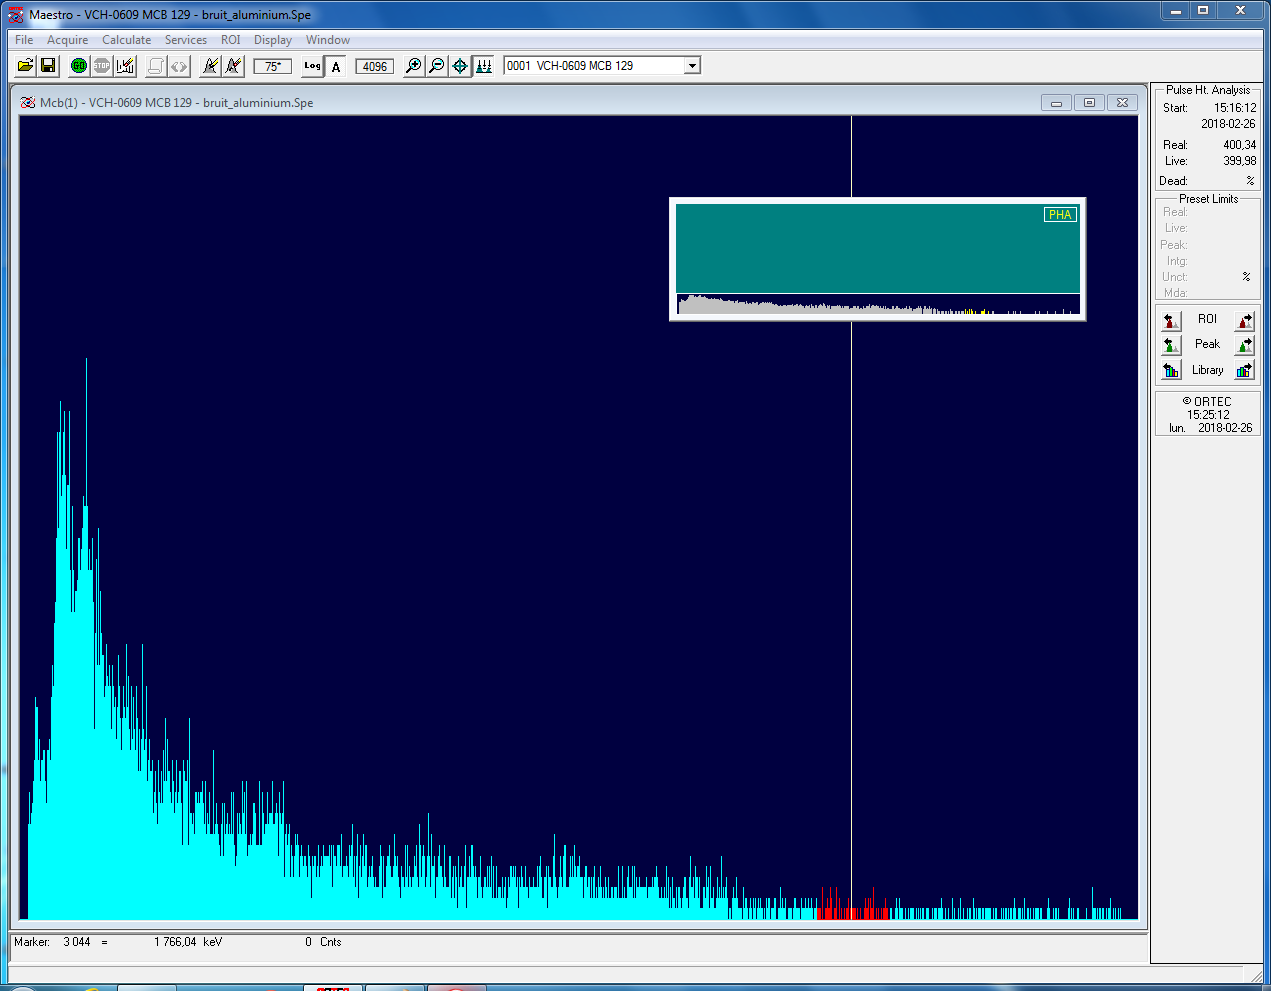 Maestro - VCH-0609 MCB 129 - bruit_aluminium.Spe
File Acquire Calculate Services ROI Display Window
GO STOP 75* Log A 4096 0001 VCH-0609 MCB 129
Mcb(1) - VCH-0609 MCB 129 - bruit_aluminium.Spe
PHA
Pulse Ht. Analysis
Start: 15:16:12
2018-02-26
Real: 400,34
Live: 399,98
Dead: %
Preset Limits
Real:
Live:
Peak:
Intg:
Unct: %
Mda:
ROI
Peak
Library
© ORTEC
15:25:12
lun. 2018-02-26
Marker: 3 044 = 1 766,04 keV 0 Cnts